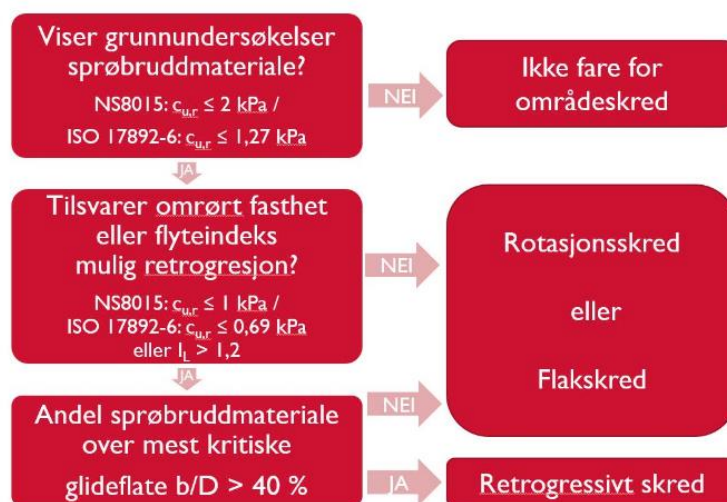 Viser grunnundersøkelser
sprøbruddmateriale?
NS8015: cu,r ≤ 2 kPa /
ISO 17892-6: cu,r ≤ 1,27 kPa
NEI
Ikke fare for
områdeskred
JA
Tilsvarer omrørt fasthet
eller flyteindeks
mulig retrogresjon?
NS8015: cu,r ≤ 1 kPa /
ISO 17892-6: cu,r ≤ 0,69 kPa
eller IL > 1,2
NEI
Rotasjonsskred
eller
Flakskred
JA
Andel sprøbruddmateriale
over mest kritiske
glideflate b/D > 40 %
NEI
JA
Retrogressivt skred